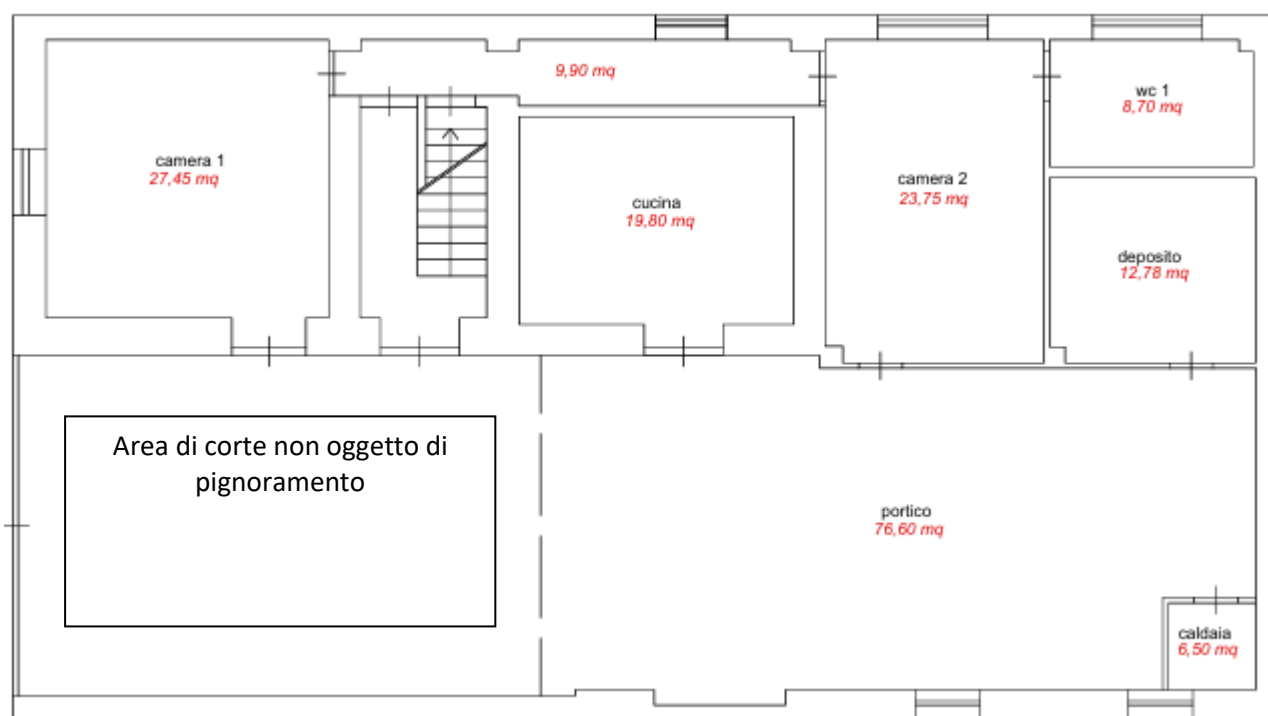 9,90 mq
wc 1
8,70 mq
camera 1
27,45 mq
camera 2
23,75 mq
cucina
19,80 mq
deposito
12,78 mq
Area di corte non oggetto di
pignoramento
portico
76,60 mq
caldaia
6,50 mq